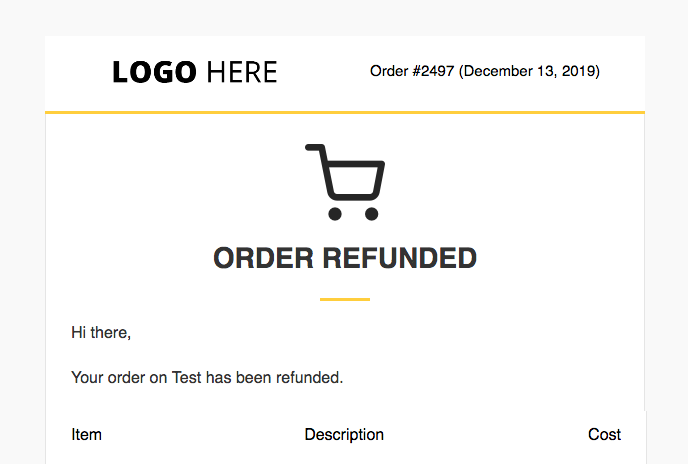 LOGO HERE
Order #2497 (December 13, 2019)
ORDER REFUNDED
Hi there,
Your order on Test has been refunded.
Item Description Cost